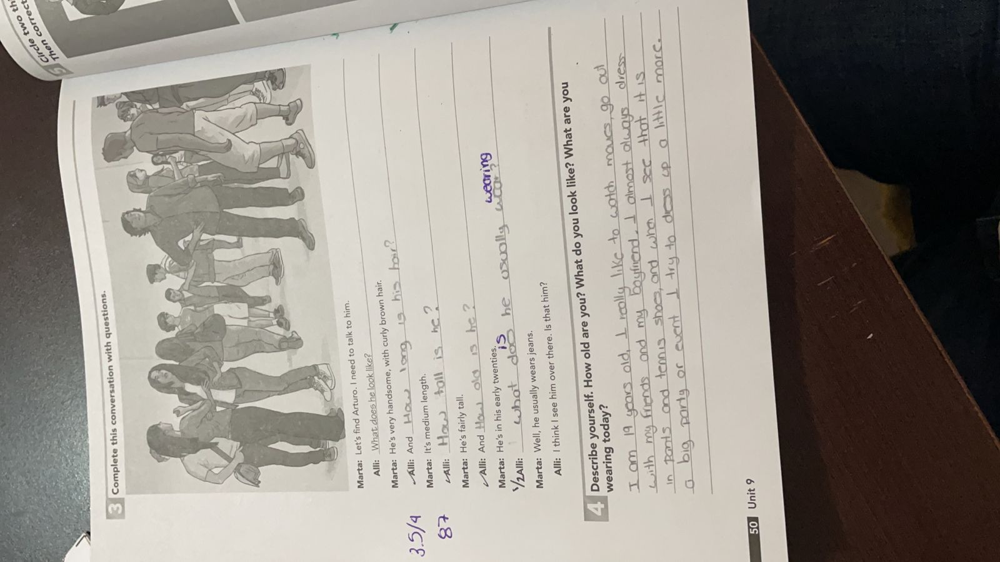 5 Circle two th
Then correct
3 Complete this conversation with questions.
Marta: Let's find Arturo. I need to talk to him.
Alli: What does he look like?
Marta: He's very handsome, with curly brown hair.
✓Alli: And How long is his hair?
Marta: It's medium length.
✓Alli: How tall is he?
Marta: He's fairly tall.
✓Alli: And How old is he?
Marta: He's in his early twenties.
is wearing
1/2Alli: what does he usually wear?
Marta: Well, he usually wears jeans.
Alli: I think I see him over there. Is that him?
3.5/4
87
4 Describe yourself. How old are you? What do you look like? What are you
wearing today?
I am 19 years old, I really like to watch movies, go out
with my friends and my boyfriend. I almost always dress
in pants and tennis shoes, and when I see that it is
a big party or event I try to dress up a little more.
50 Unit 9